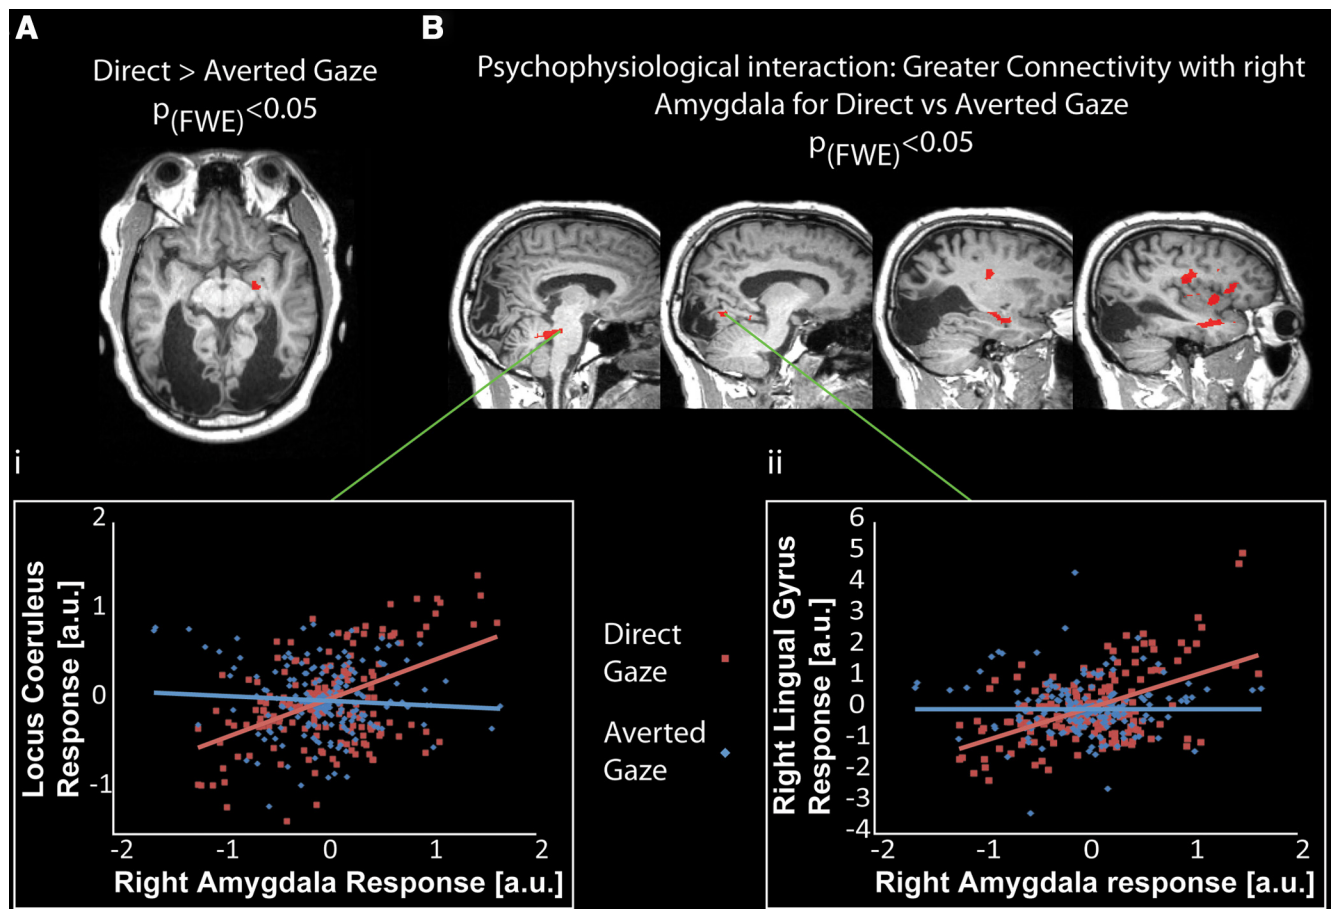 A
B
Direct > Averted Gaze
p(FWE)<0.05
Psychophysiological interaction: Greater Connectivity with right
Amygdala for Direct vs Averted Gaze
p(FWE)<0.05
i
ii
Locus Coeruleus
Response [a.u.]
2
1
0
-1
-2
-1
0
1
2
Right Amygdala Response [a.u.]
Direct
Gaze
Averted
Gaze
Right Lingual Gyrus
Response [a.u.]
6
5
4
3
2
1
0
-1
-2
-3
-4
-2
-1
0
1
2
Right Amygdala response [a.u.]